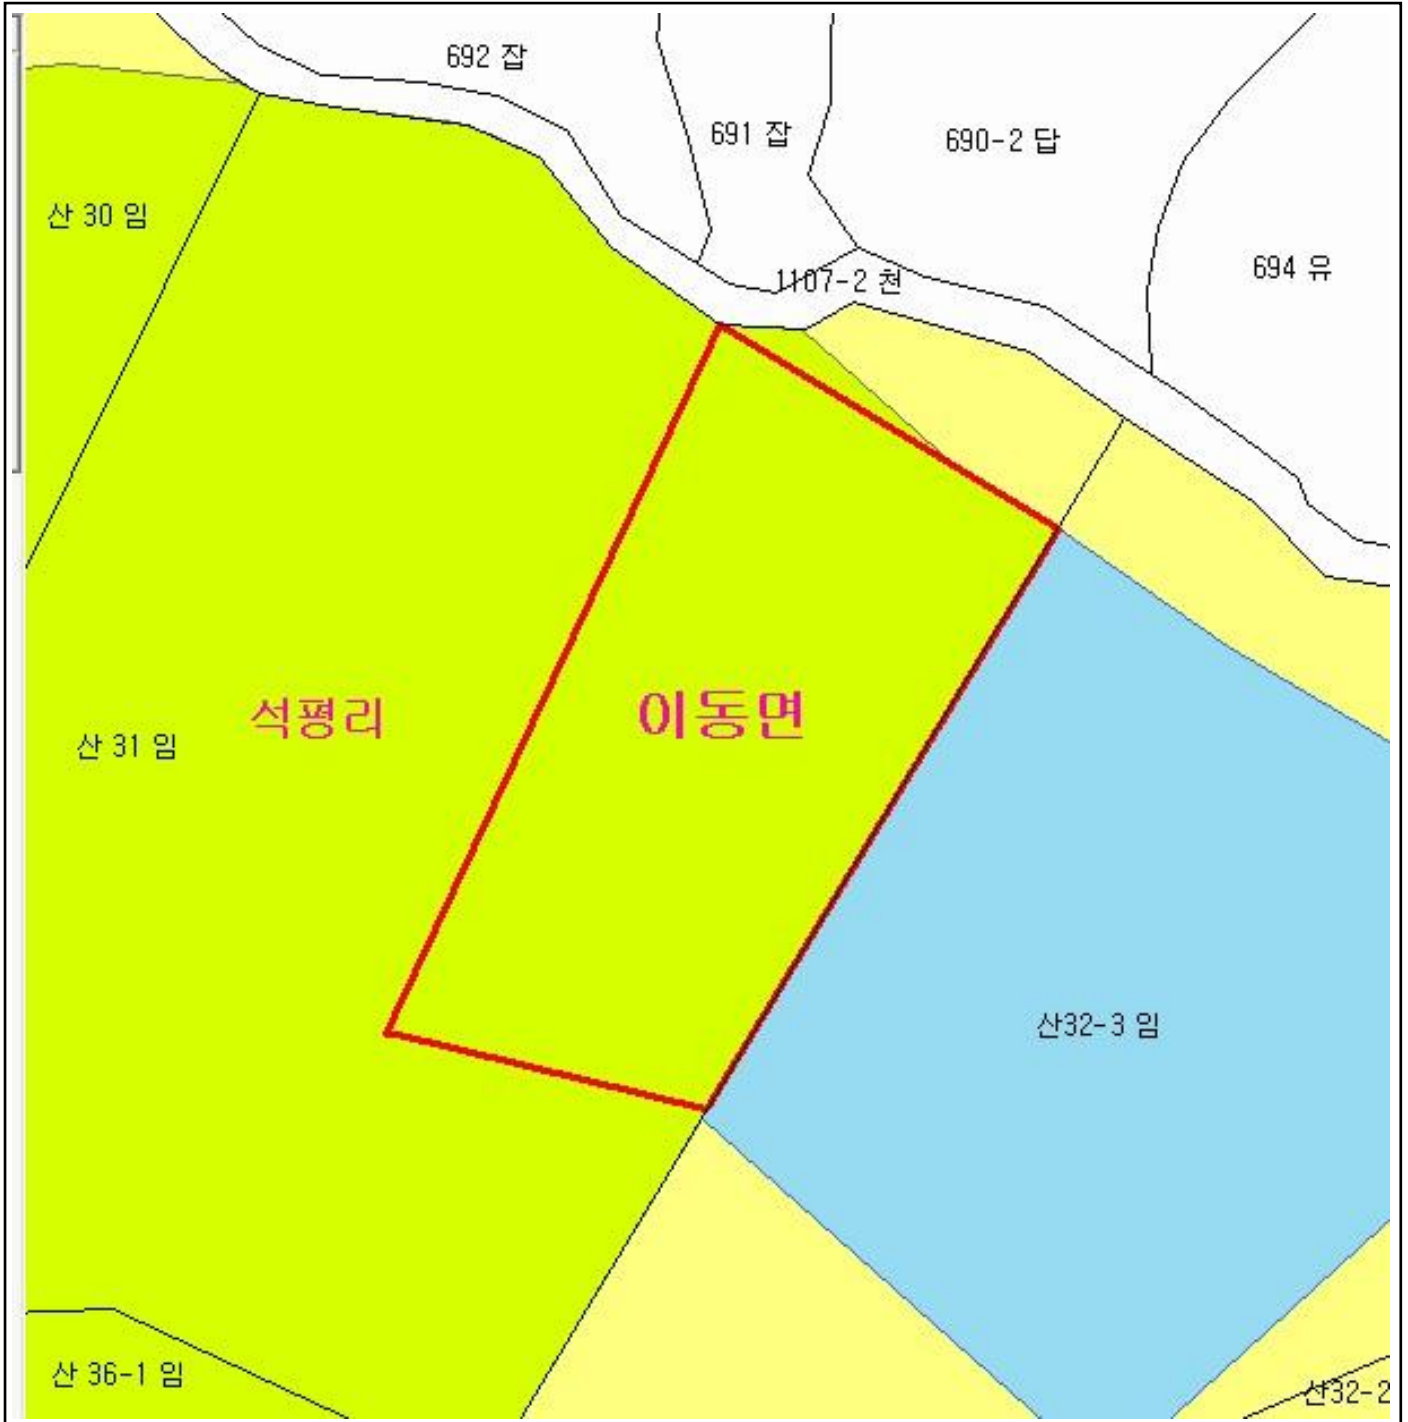 692 잡
691 잡
690-2 답
산 30 임
694 유
1107-2 천
석평리
이동면
산 31 임
산32-3 임
산 36-1 임
산32-2